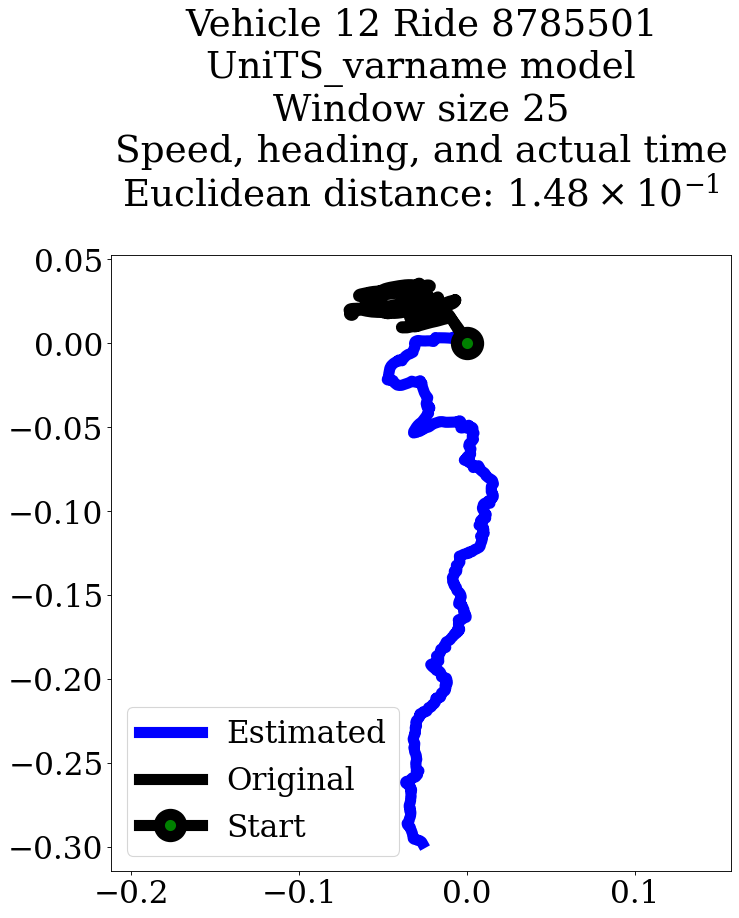 Vehicle 12 Ride 8785501
UniTS_varname model
Window size 25
Speed, heading, and actual time
Euclidean distance: 1.48 × 10⁻¹
0.05
0.00
−0.05
−0.10
−0.15
−0.20
−0.25
−0.30
Estimated
Original
Start
−0.2
−0.1
0.0
0.1